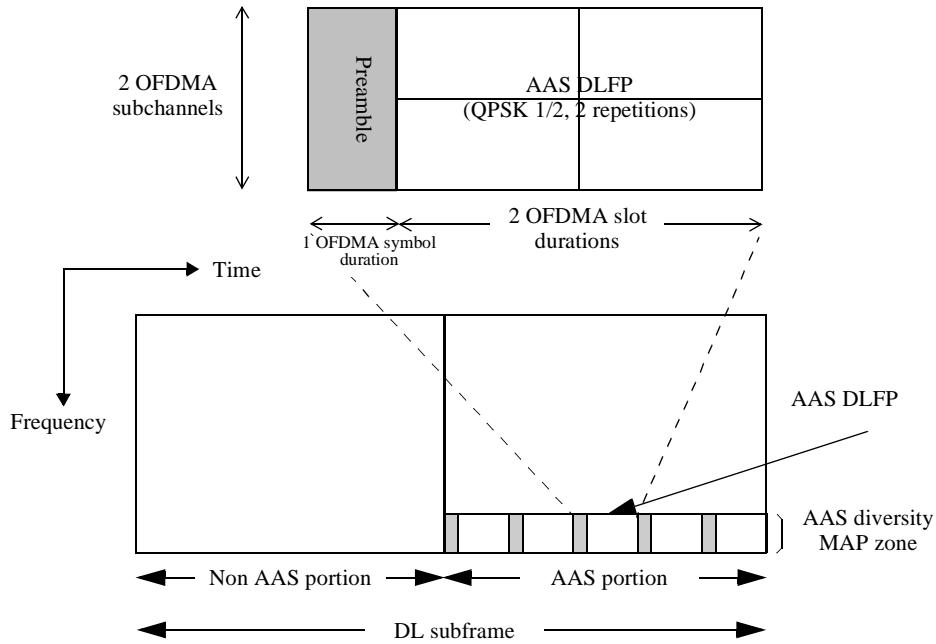 2 OFDMA
subchannels
Preamble
AAS DLFP
(QPSK 1/2, 2 repetitions)
1 OFDMA symbol
duration
2 OFDMA slot
durations
Time
Frequency
AAS DLFP
AAS diversity
MAP zone
Non AAS portion
AAS portion
DL subframe